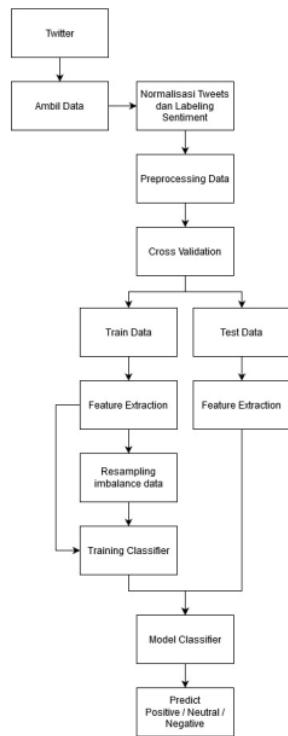 Twitter
Ambil Data
Normalisasi Tweets
dan Labeling
Sentiment
Preprocessing Data
Cross Validation
Train Data
Test Data
Feature Extraction
Feature Extraction
Resampling
imbalance data
Training Classifier
Model Classifier
Predict
Positive / Neutral /
Negative